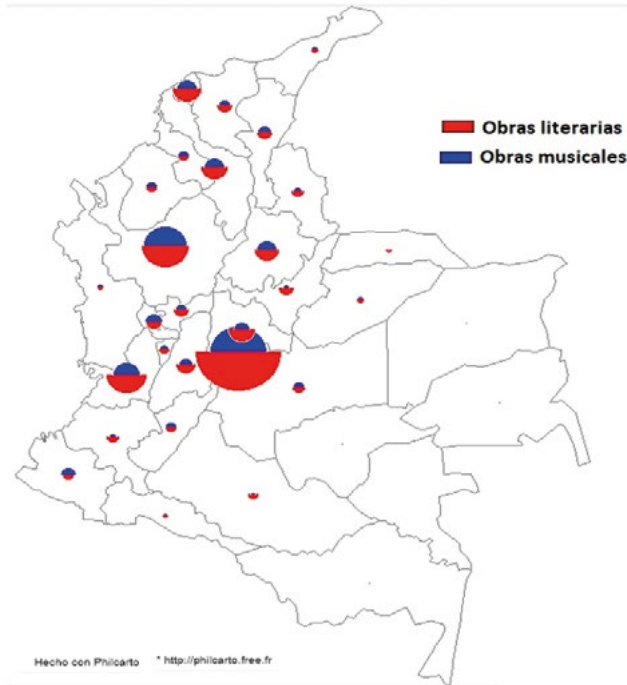 Obras literarias
Obras musicales
Hecho con Philcarto * http://philcarto.free.fr